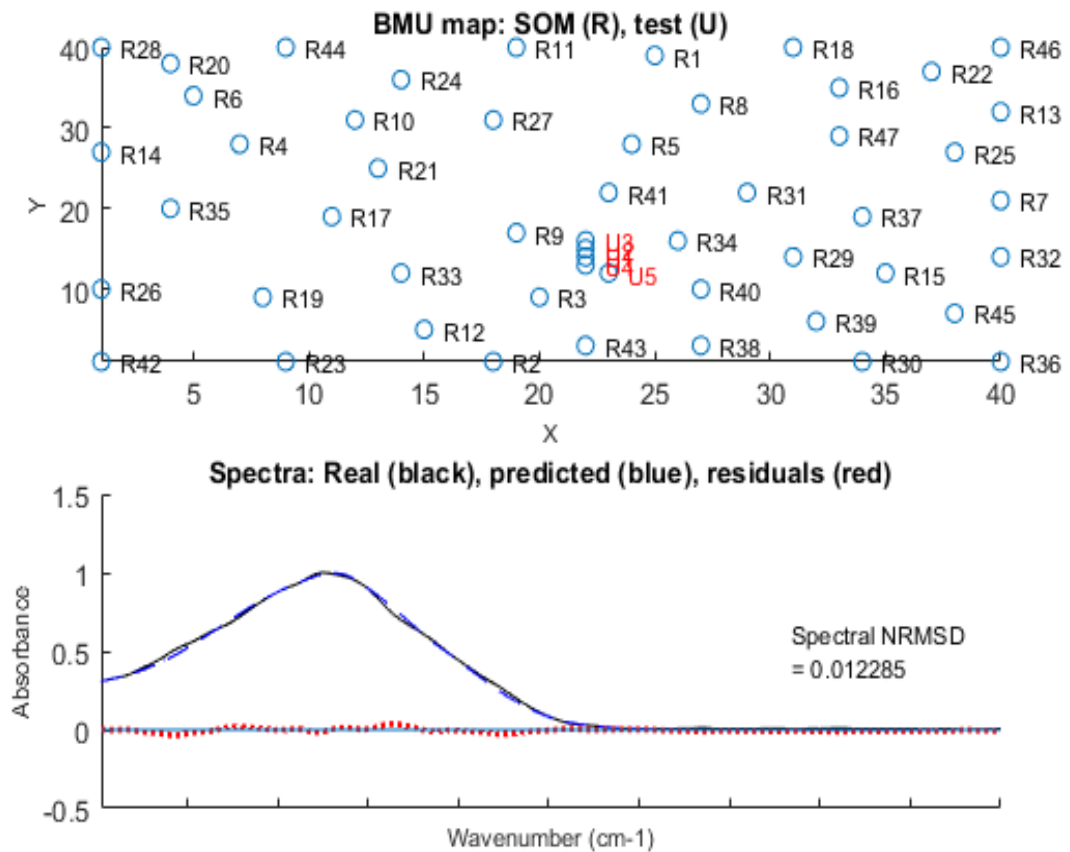 BMU map: SOM (R), test (U)
40
30
20
10
Y
R28
R44
R11
R1
R18
R46
R20
R24
R22
R6
R16
R8
R13
R10
R27
R47
R4
R5
R14
R25
R21
R41
R31
R7
R35
R17
R37
R9
U3
R34
U4
R29
R32
U4
U5
R33
R15
R26
R19
R3
R40
R12
R39
R45
R43
R38
R42
R23
R2
R30
R36
5
10
15
20
25
30
35
40
X
Spectra: Real (black), predicted (blue), residuals (red)
1.5
1
0.5
0
-0.5
Absorbance
Spectral NRMSD
= 0.012285
Wavenumber (cm-1)